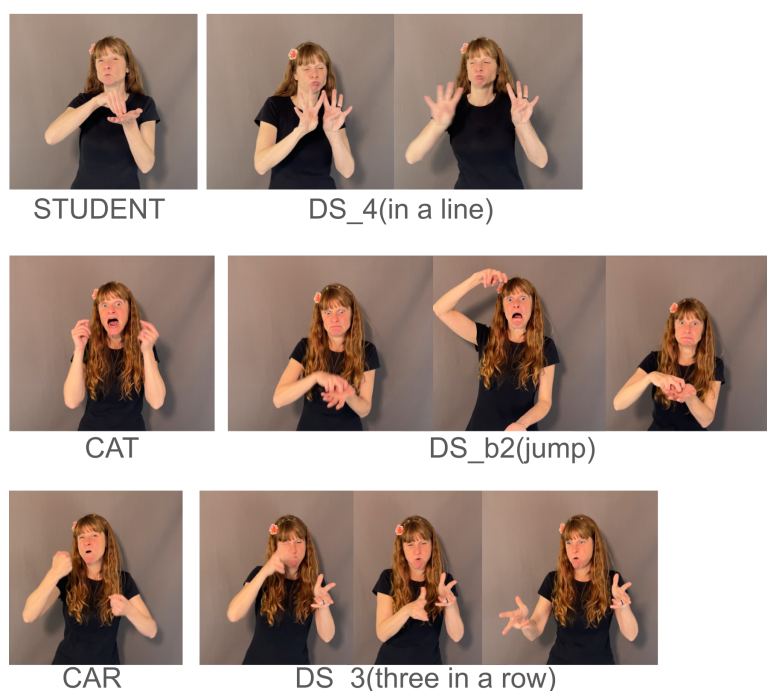 STUDENT DS_4(in a line)
CAT DS_b2(jump)
CAR DS_3(three in a row)